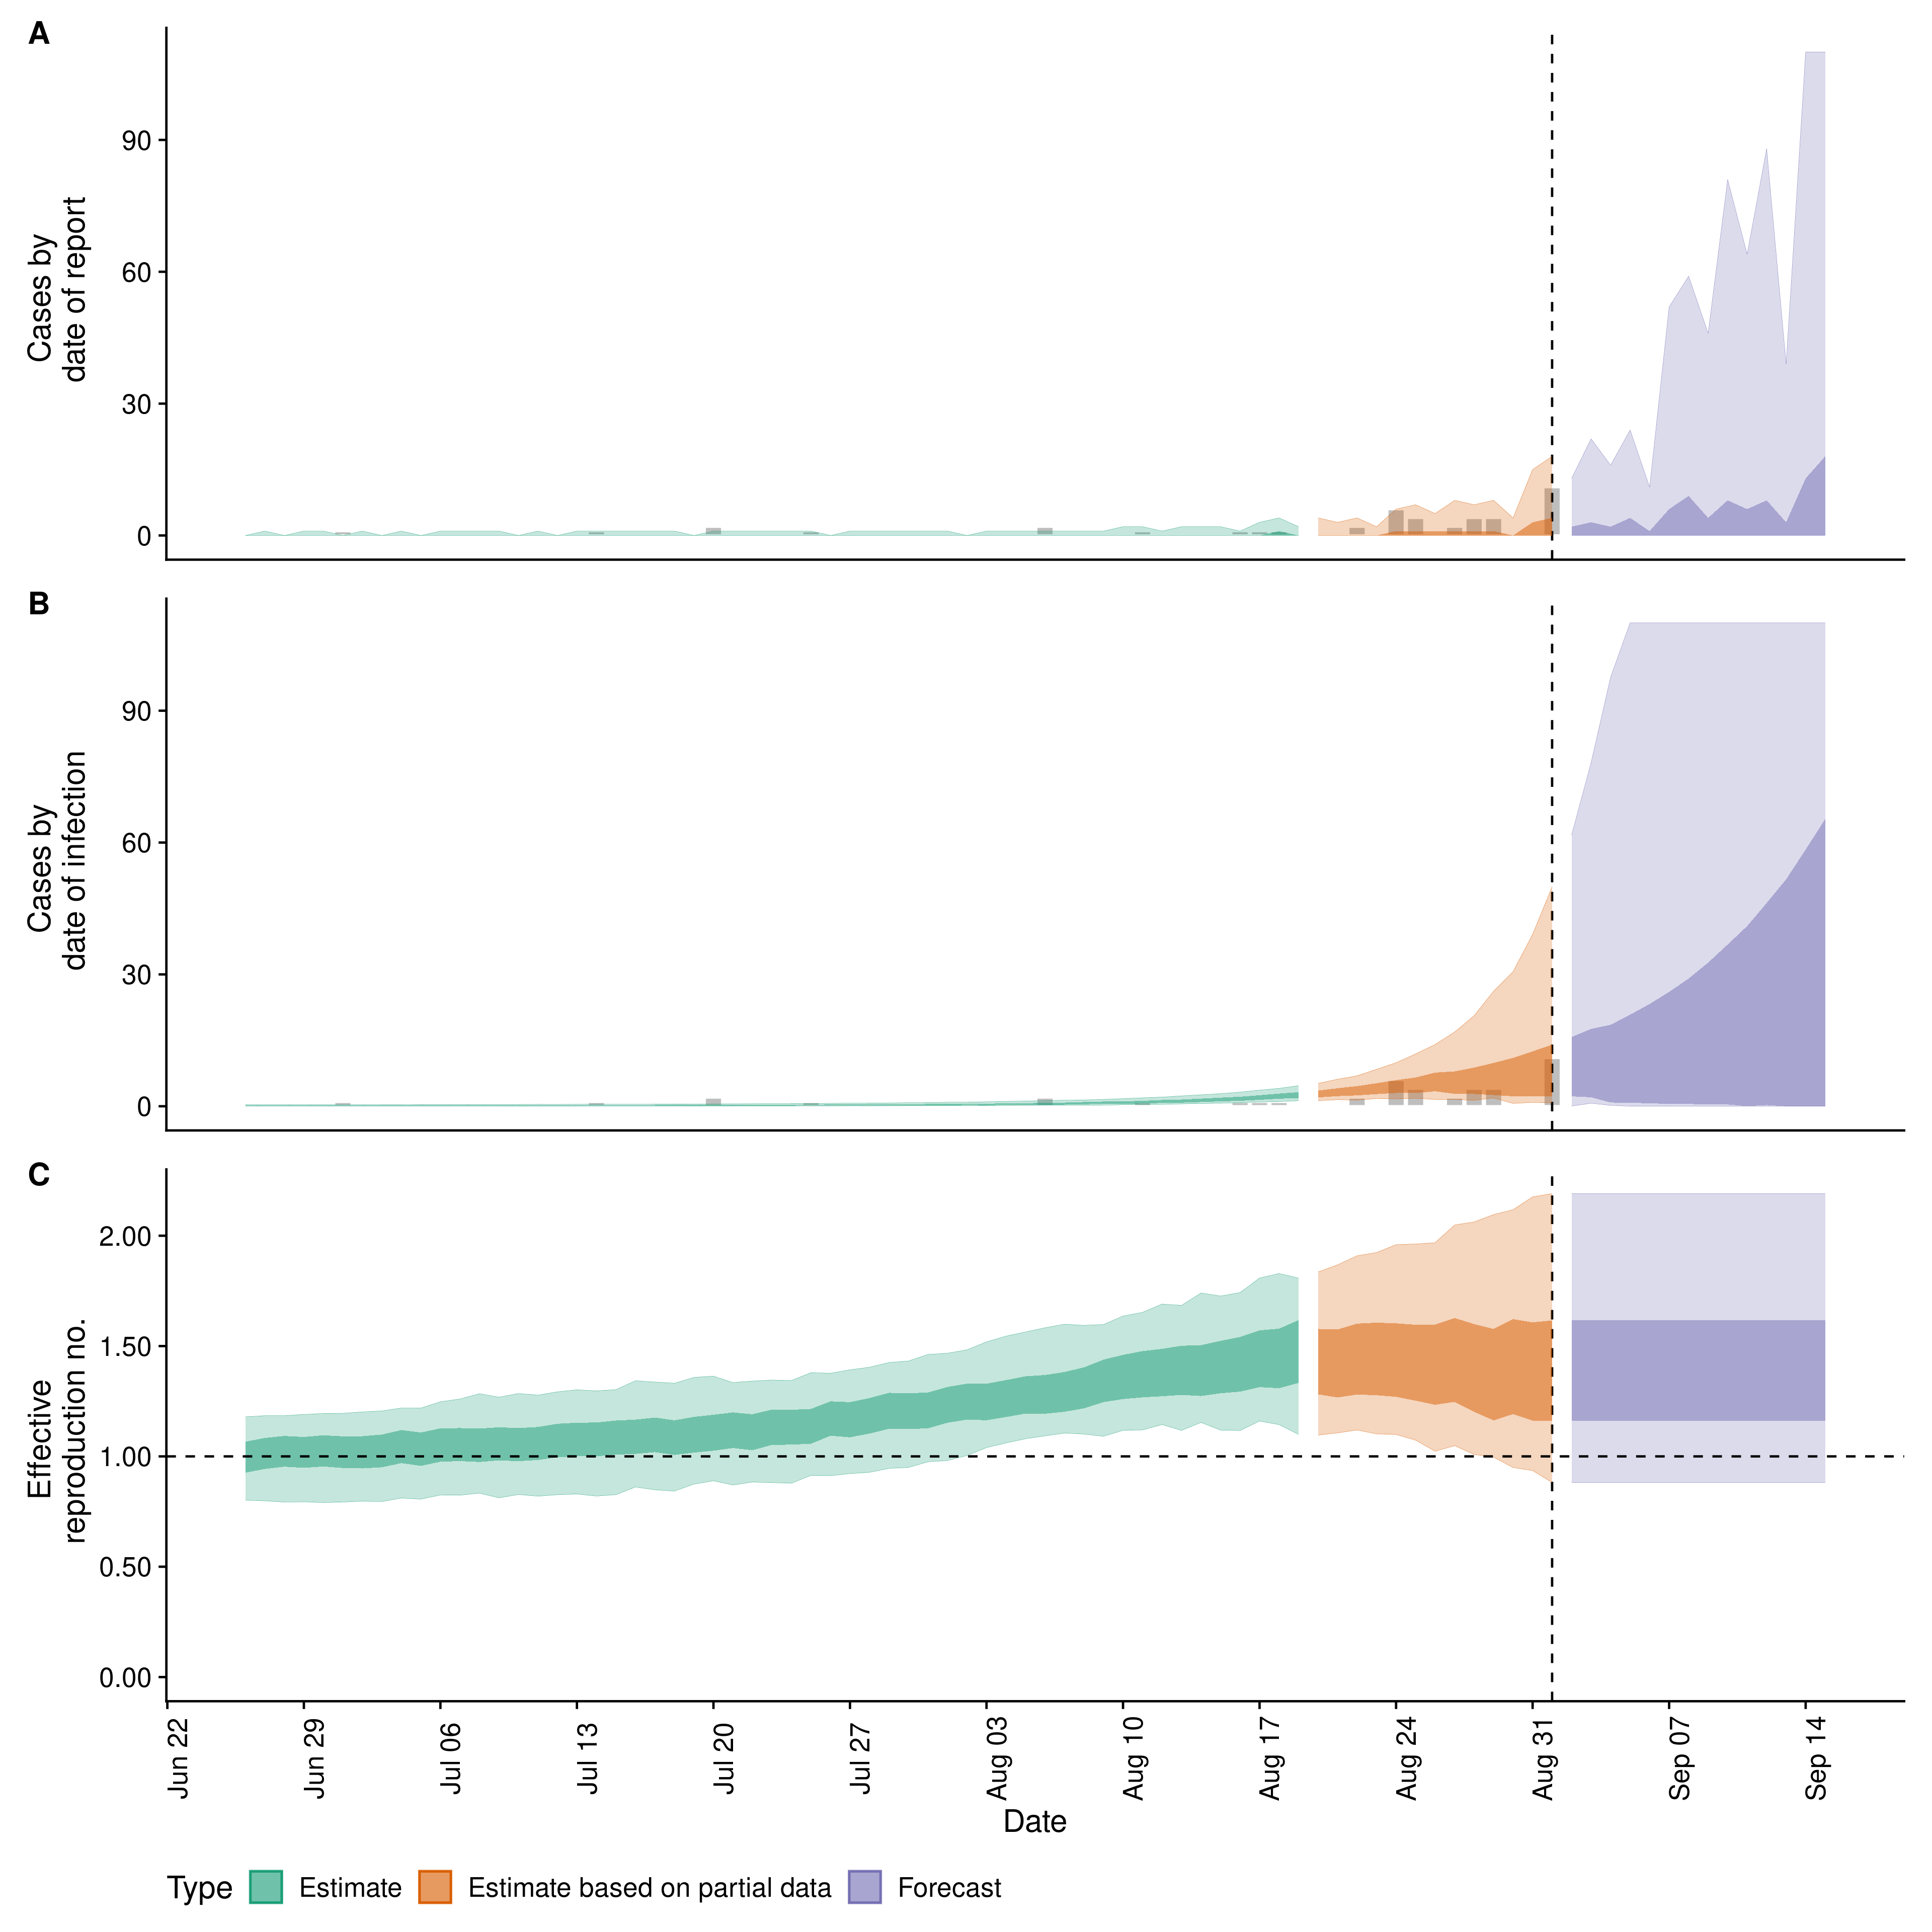 A
Cases by
date of report
90
60
30
0
B
Cases by
date of infection
90
60
30
0
C
Effective
reproduction no.
2.00
1.50
1.00
0.50
0.00
Jun 22
Jun 29
Jul 06
Jul 13
Jul 20
Jul 27
Aug 03
Aug 10
Aug 17
Aug 24
Aug 31
Sep 07
Sep 14
Date
Type
Estimate
Estimate based on partial data
Forecast